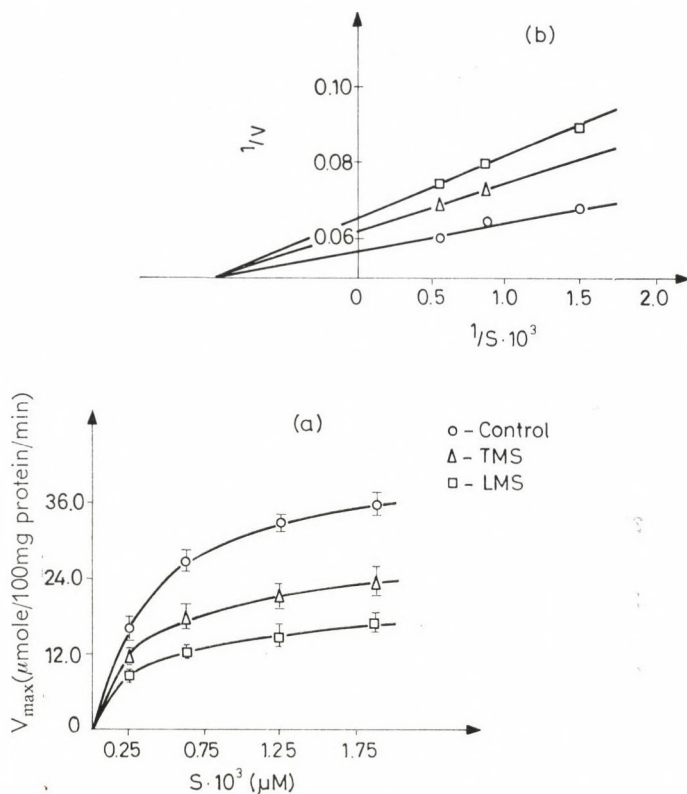 (b)
1/V
0.10
0.08
0.06
0 0.5 1.0 1.5 2.0
1/S·10³
(a)
o – Control
Δ – TMS
□ – LMS
Vmax(µmole/100mg protein/min)
36.0
24.0
12.0
0
0.25 0.75 1.25 1.75
S·10³ (µM)